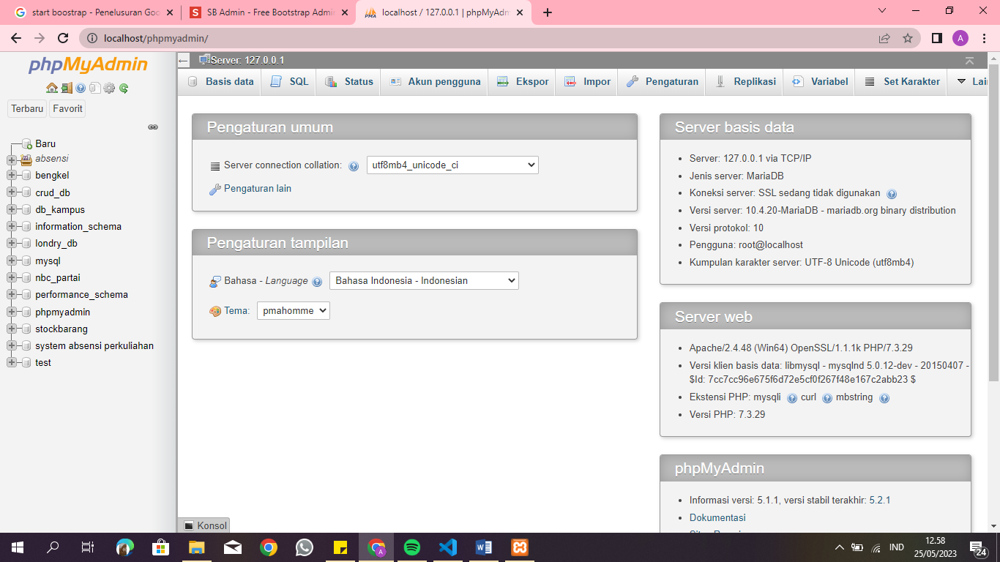 start boostrap - Penelusuran Goo
SB Admin - Free Bootstrap Admin
localhost / 127.0.0.1 | phpMyAdm
localhost/phpmyadmin/
A
phpMyAdmin
Terbaru
Favorit
Baru
absensi
bengkel
crud_db
db_kampus
information_schema
londry_db
mysql
nbc_partai
performance_schema
phpmyadmin
stockbarang
system absensi perkuliahan
test
Server: 127.0.0.1
Basis data
SQL
Status
Akun pengguna
Ekspor
Impor
Pengaturan
Replikasi
Variabel
Set Karakter
Lai
Pengaturan umum
Server connection collation:
utf8mb4_unicode_ci
Pengaturan lain
Pengaturan tampilan
Bahasa - Language
Bahasa Indonesia - Indonesian
Tema:
pmahomme
Server basis data
Server: 127.0.0.1 via TCP/IP
Jenis server: MariaDB
Koneksi server: SSL sedang tidak digunakan
Versi server: 10.4.20-MariaDB - mariadb.org binary distribution
Versi protokol: 10
Pengguna: root@localhost
Kumpulan karakter server: UTF-8 Unicode (utf8mb4)
Server web
Apache/2.4.48 (Win64) OpenSSL/1.1.1k PHP/7.3.29
Versi klien basis data: libmysql - mysqlnd 5.0.12-dev - 20150407 -
$Id: 7cc7cc96e675f6d72e5cf0f267f48e167c2abb23 $
Ekstensi PHP: mysqli curl mbstring
Versi PHP: 7.3.29
phpMyAdmin
Informasi versi: 5.1.1, versi stabil terakhir: 5.2.1
Dokumentasi
Konsol
IND
12.58
25/05/2023
24